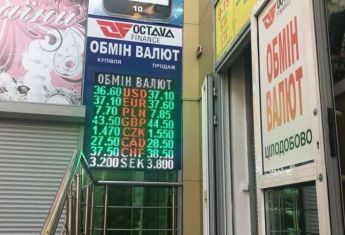 10
OCTAVA
FINANCE
ОБМІН ВАЛЮТ
КУПІВЛЯ ПРОДАЖ
ОБМІН ВАЛЮТ
36.60 USD 37.10
37.10 EUR 37.60
7.70 PLN 7.85
43.50 GBP 44.50
1.470 CZK 1.550
27.50 CAD 28.50
37.50 CHF 38.50
3.200 SEK 3.800
OCTAVA
FINANCE
ОБМІН
ВАЛЮТ
ЦІЛОДОБОВО